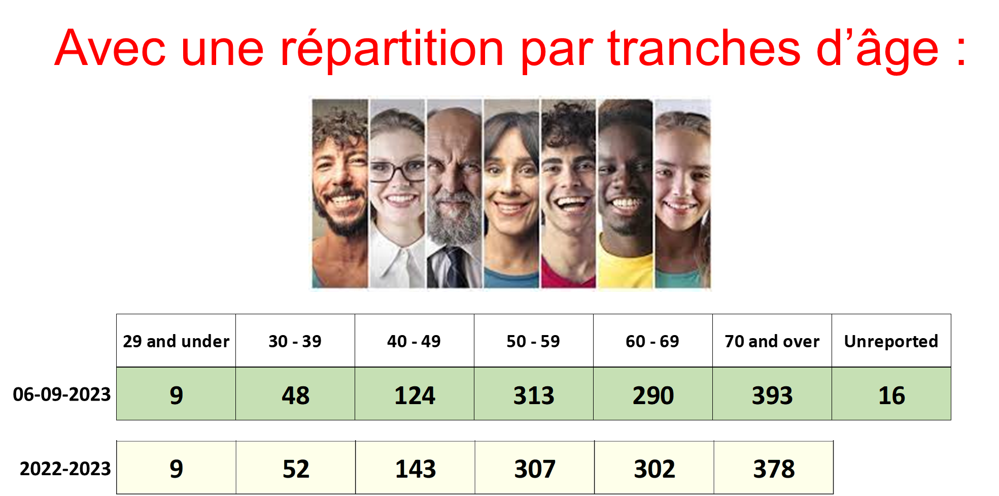 Avec une répartition par tranches d’âge :
29 and under 30 - 39 40 - 49 50 - 59 60 - 69 70 and over Unreported
06-09-2023 9 48 124 313 290 393 16
2022-2023 9 52 143 307 302 378